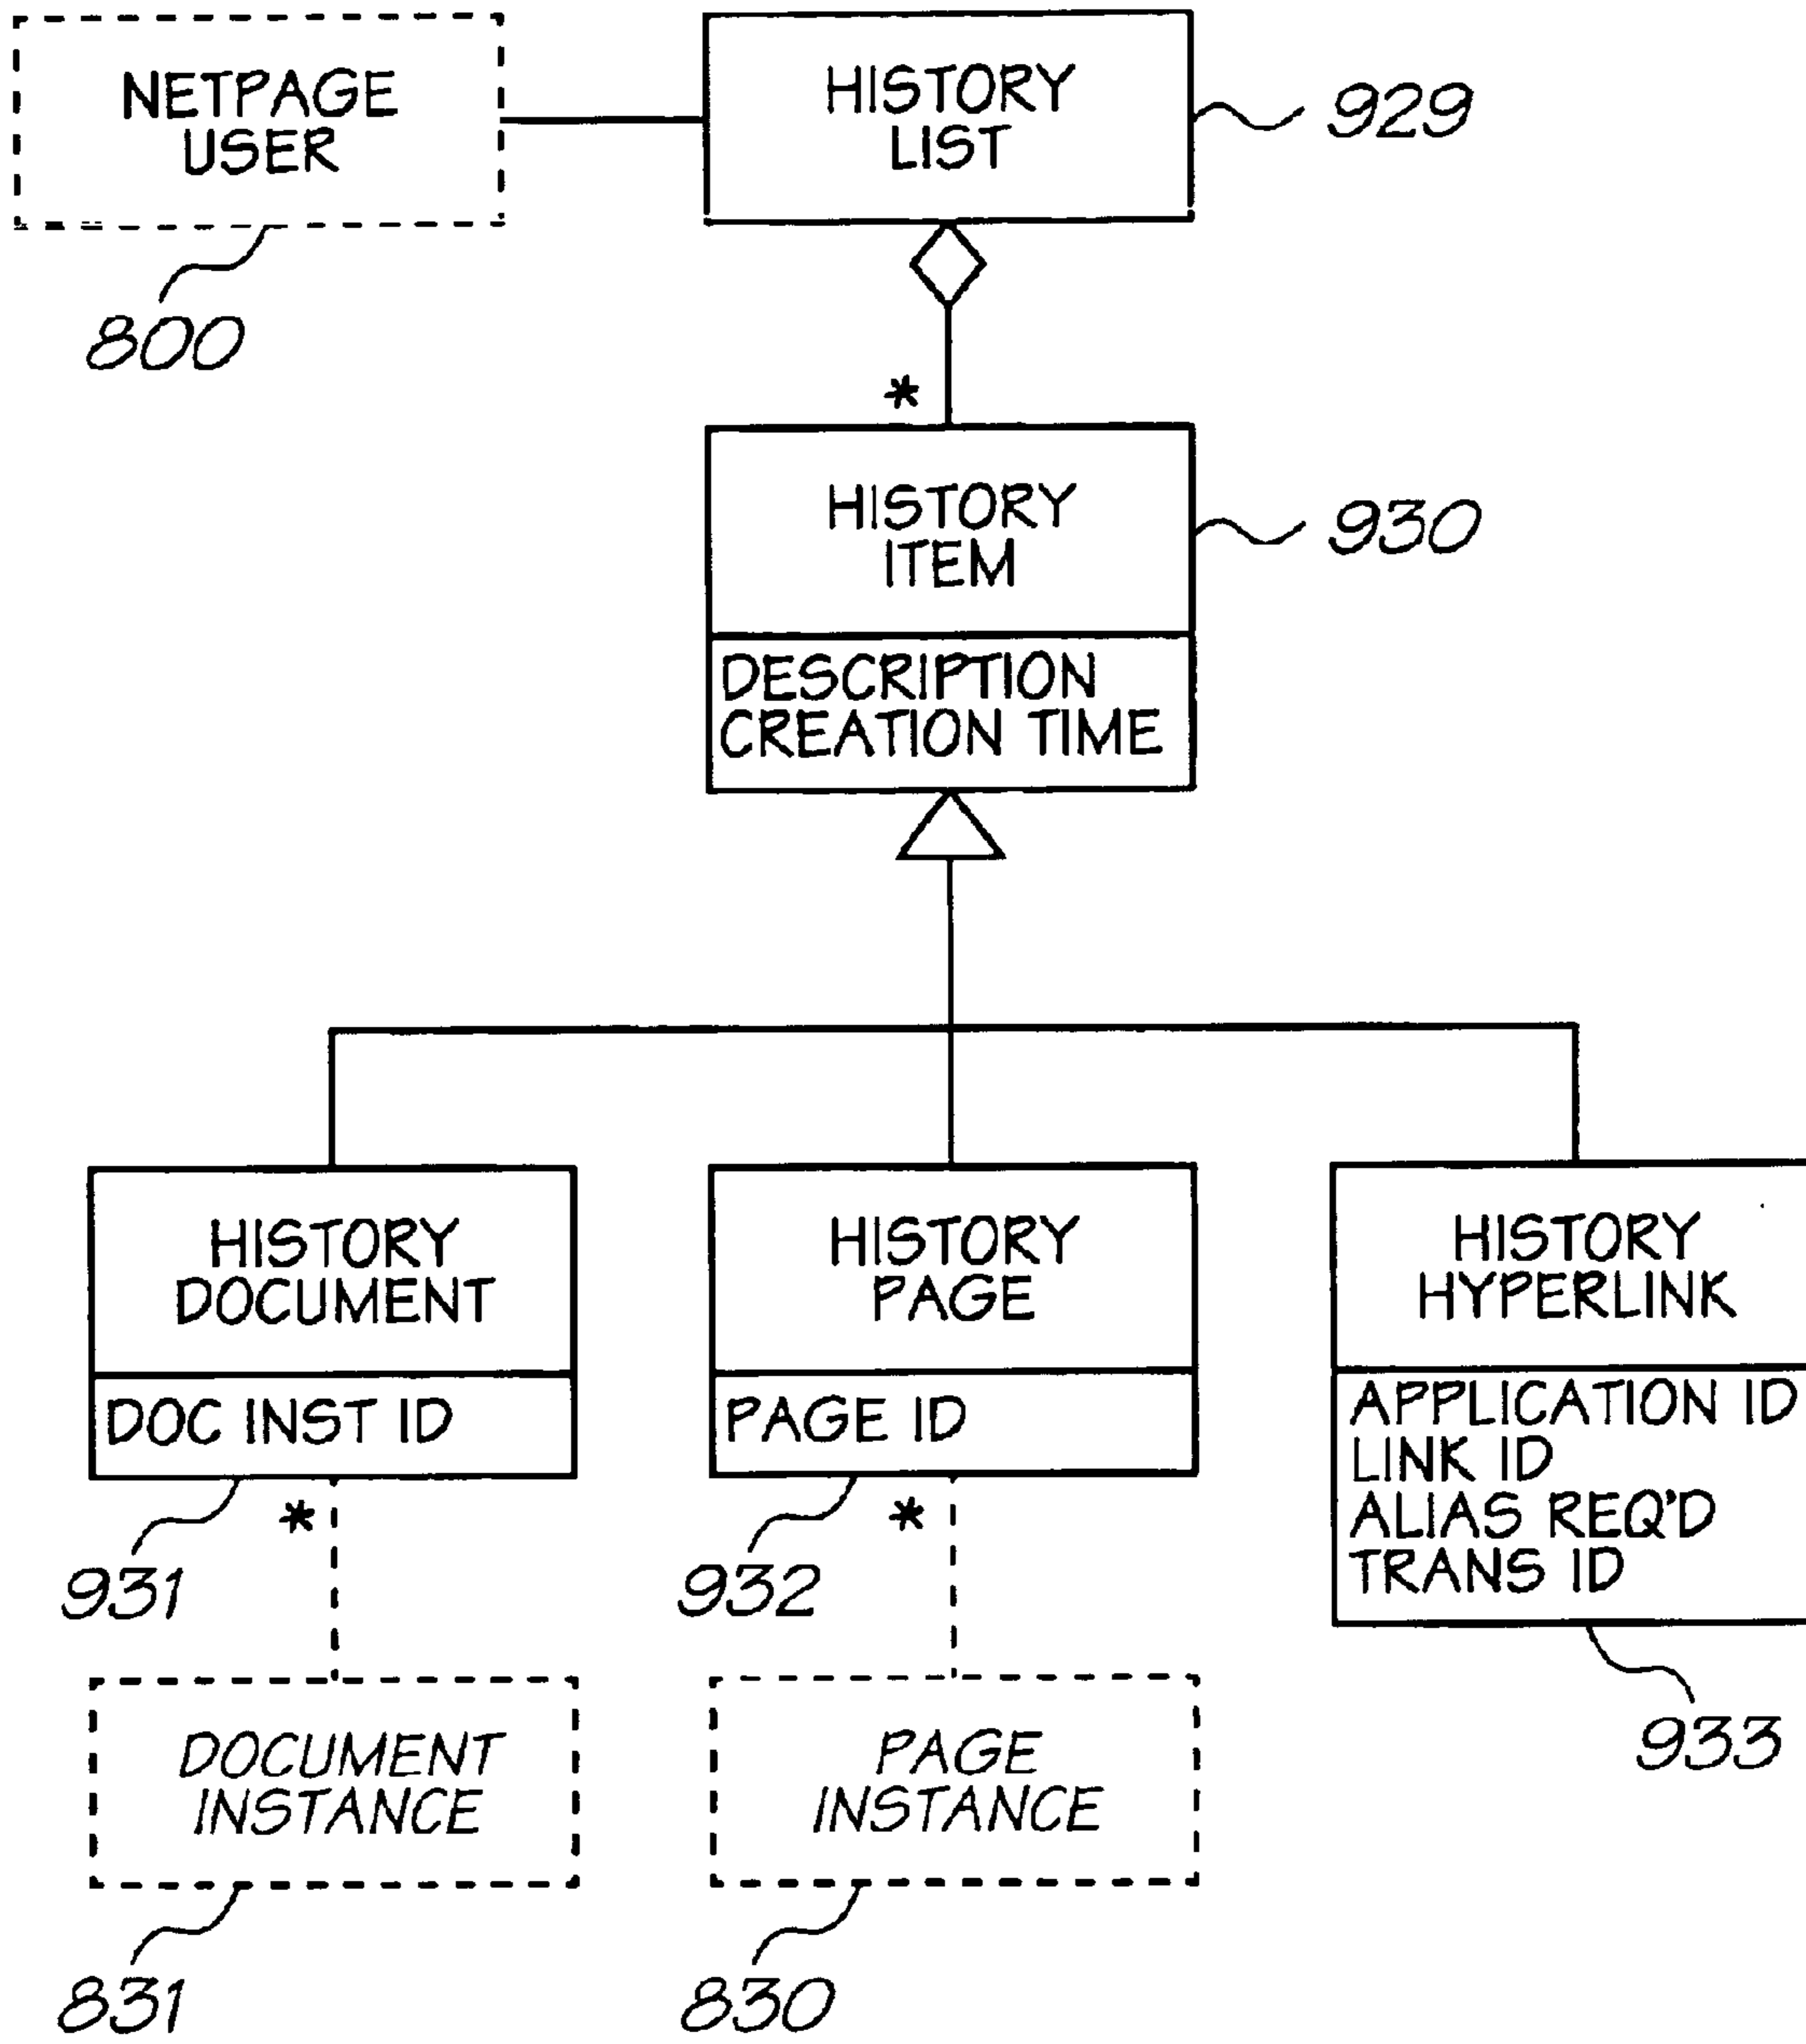 NETPAGE
USER
800
HISTORY
LIST
929
*
HISTORY
ITEM
930
DESCRIPTION
CREATION TIME
HISTORY
DOCUMENT
DOC INST ID
931
*
HISTORY
PAGE
PAGE ID
932
*
HISTORY
HYPERLINK
APPLICATION ID
LINK ID
ALIAS REQ'D
TRANS ID
933
DOCUMENT
INSTANCE
831
PAGE
INSTANCE
830